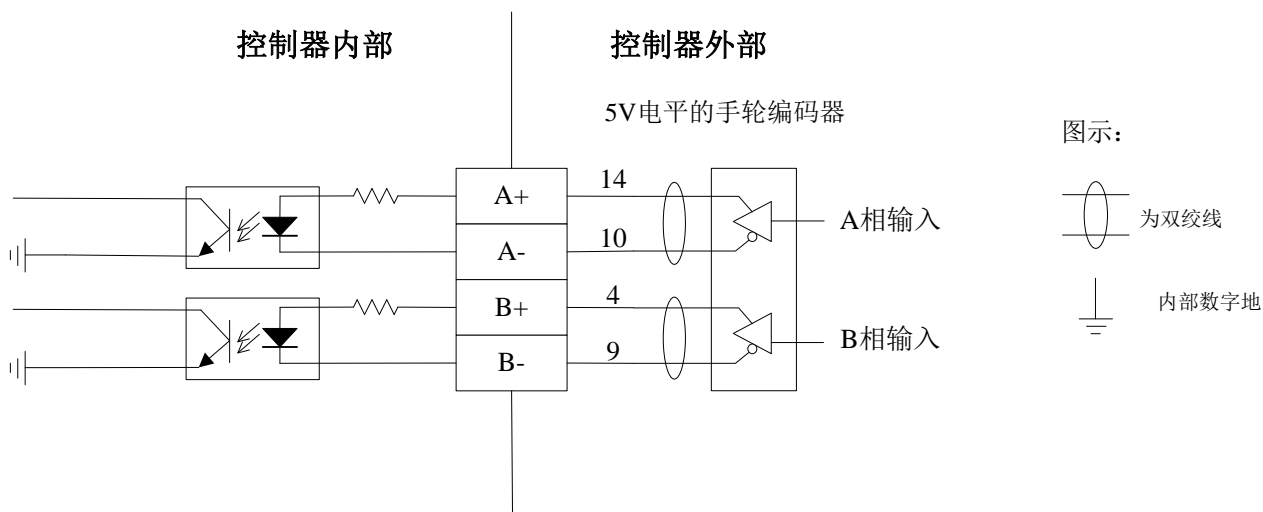 控制器内部
控制器外部
5V电平的手轮编码器
图示：
A+
14
A相输入
A-
10
为双绞线
B+
4
内部数字地
B-
9
B相输入